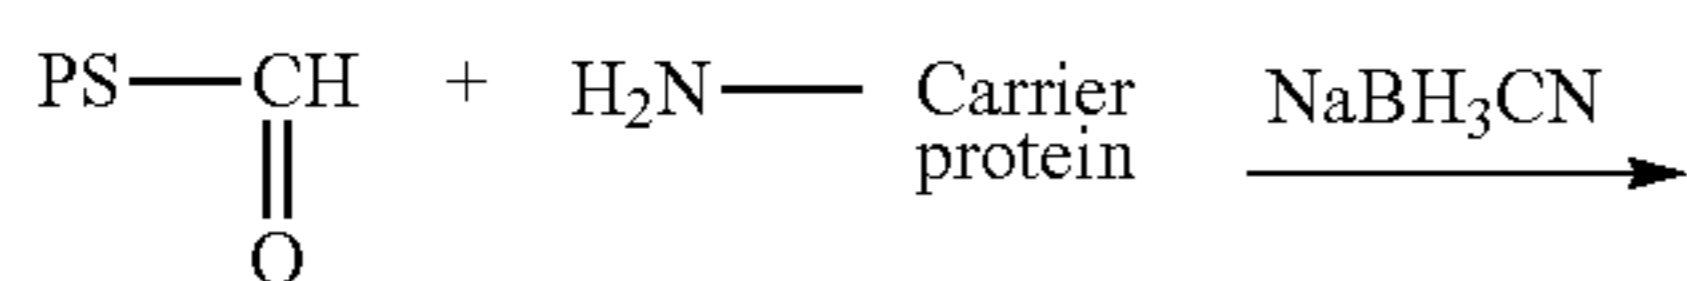 PS—CH + H₂N— Carrier protein NaBH₃CN
O